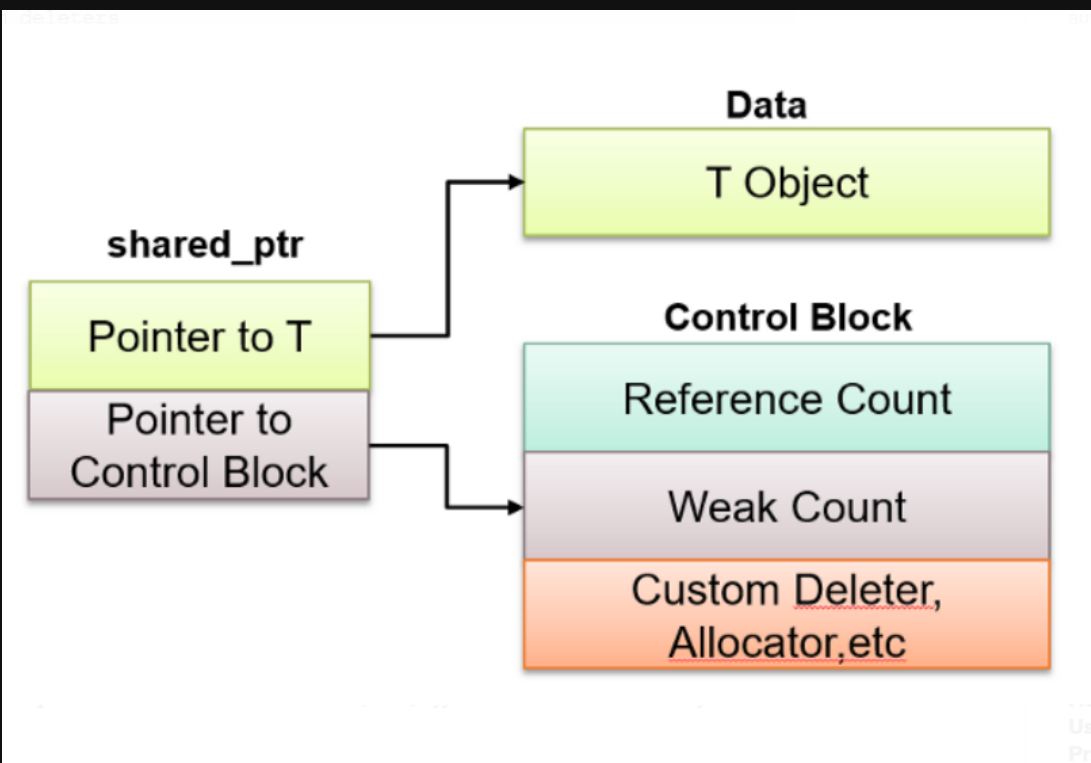 deleters
shared_ptr
Pointer to T
Pointer to
Control Block
Data
T Object
Control Block
Reference Count
Weak Count
Custom Deleter,
Allocator,etc